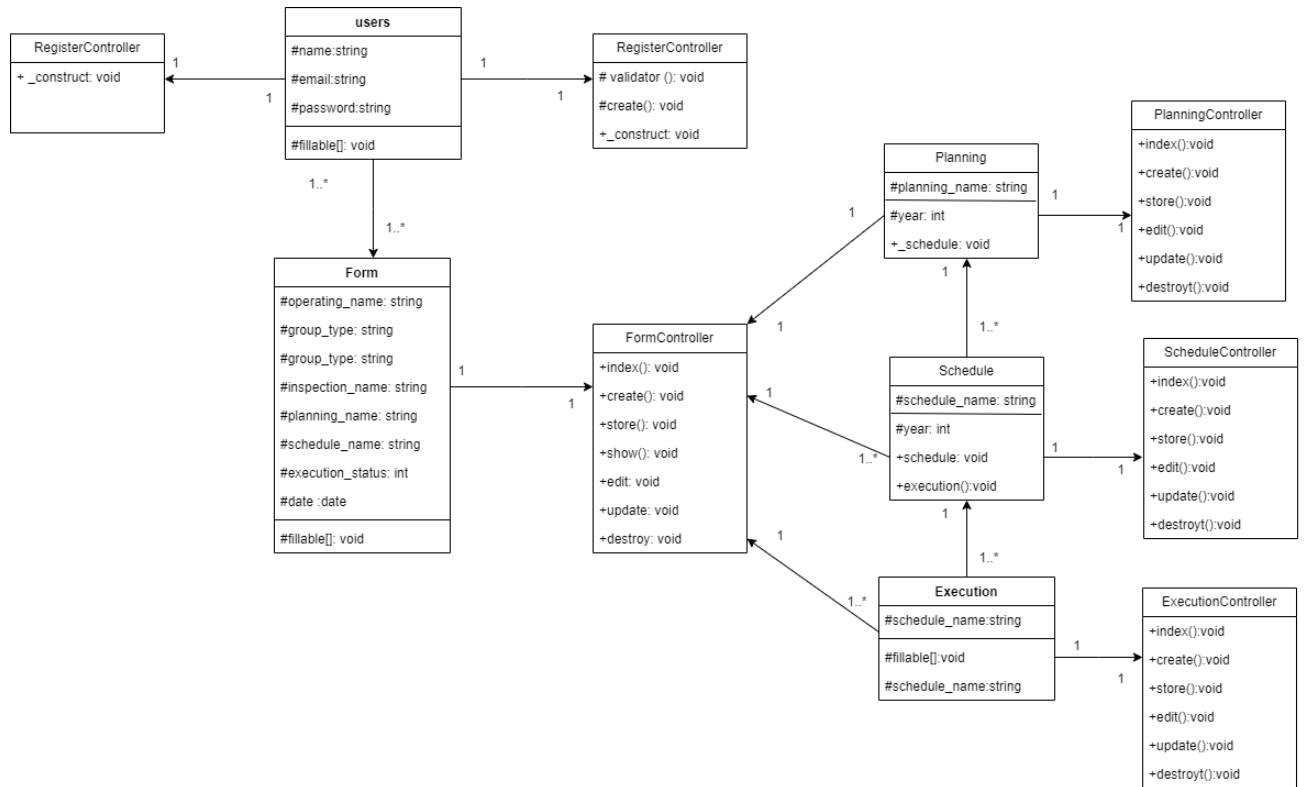 users
#name:string
#email:string
#password:string
#fillable[]: void
RegisterController
+ _construct: void
1
1
RegisterController
# validator (): void
#create(): void
+_construct: void
1
1
1..*
1..*
Form
#operating_name: string
#group_type: string
#group_type: string
#inspection_name: string
#planning_name: string
#schedule_name: string
#execution_status: int
#date :date
#fillable[]: void
1
1
FormController
+index(): void
+create(): void
+store(): void
+show(): void
+edit: void
+update: void
+destroy: void
1
1
1
1..*
1
1..*
Planning
#planning_name: string
#year: int
+_schedule: void
1
1
PlanningController
+index():void
+create():void
+store():void
+edit():void
+update():void
+destroyt():void
1
1..*
Schedule
#schedule_name: string
#year: int
+schedule: void
+execution():void
1
1
ScheduleController
+index():void
+create():void
+store():void
+edit():void
+update():void
+destroyt():void
1
1..*
Execution
#schedule_name:string
#fillable[]:void
#schedule_name:string
1
1
ExecutionController
+index():void
+create():void
+store():void
+edit():void
+update():void
+destroyt():void